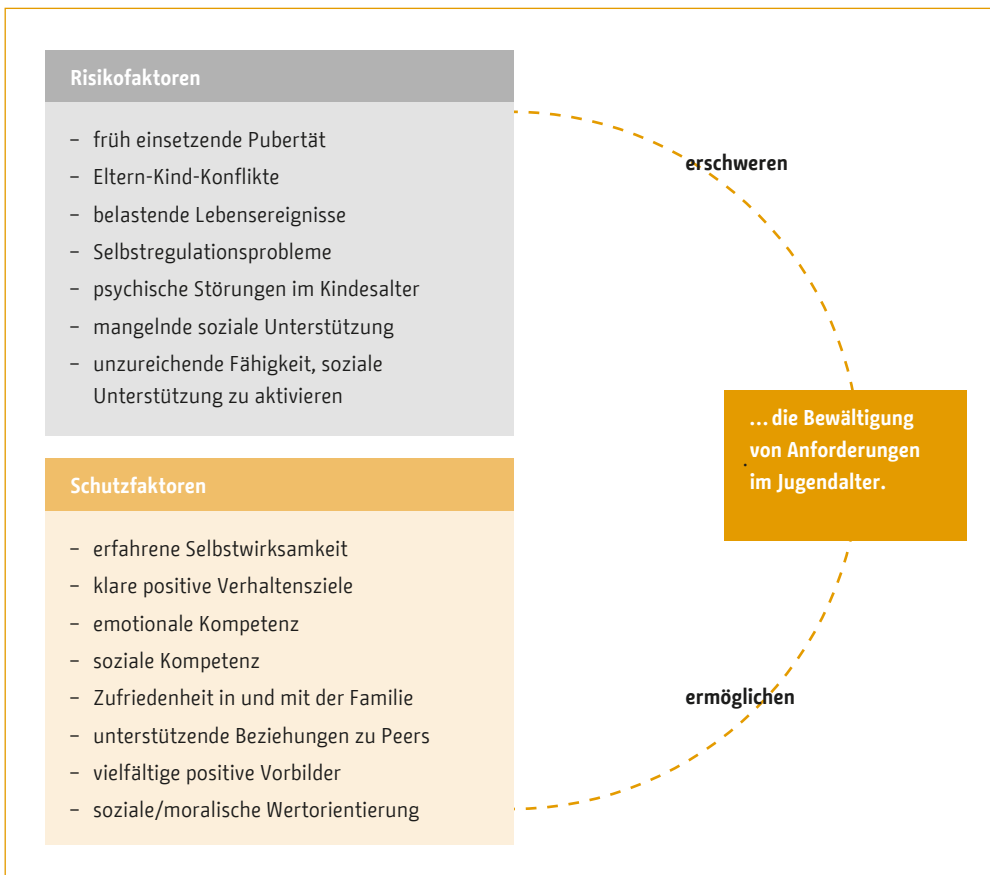 Risikofaktoren
– früh einsetzende Pubertät
– Eltern-Kind-Konflikte
– belastende Lebensereignisse
– Selbstregulationsprobleme
– psychische Störungen im Kindesalter
– mangelnde soziale Unterstützung
– unzureichende Fähigkeit, soziale
Unterstützung zu aktivieren
erschweren
... die Bewältigung
von Anforderungen
im Jugendalter.
Schutzfaktoren
– erfahrene Selbstwirksamkeit
– klare positive Verhaltensziele
– emotionale Kompetenz
– soziale Kompetenz
– Zufriedenheit in und mit der Familie
– unterstützende Beziehungen zu Peers
– vielfältige positive Vorbilder
– soziale/moralische Wertorientierung
ermöglichen